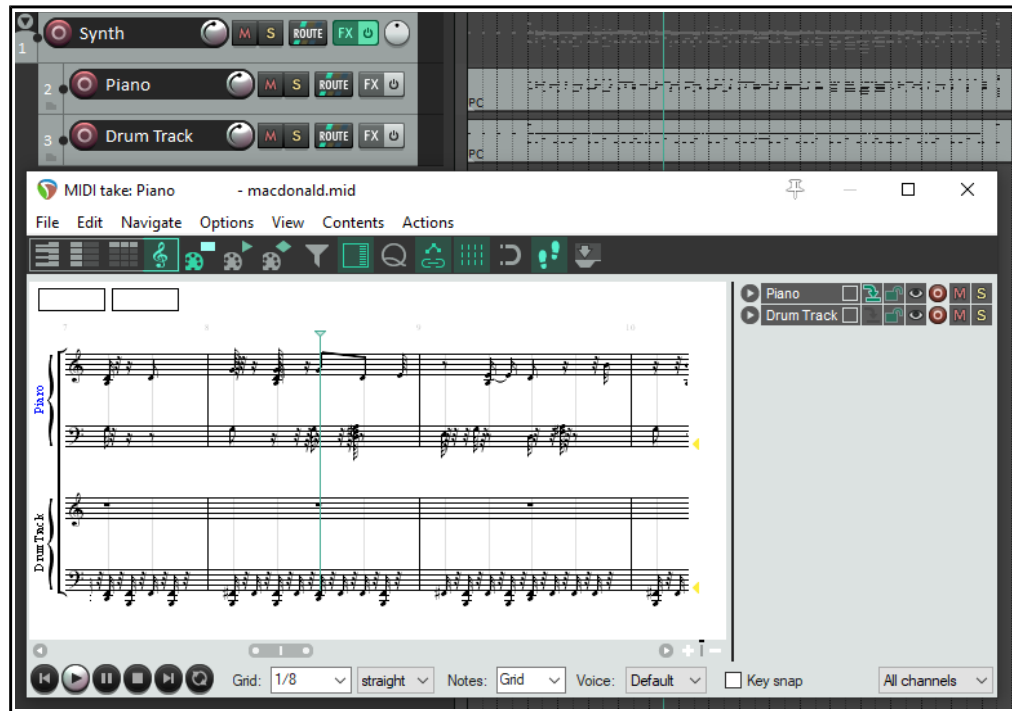 Synth M S ROUTE FX
1
2 Piano M S ROUTE FX
PC
3 Drum Track M S ROUTE FX
PC
MIDI take: Piano - macdonald.mid
File Edit Navigate Options View Contents Actions
Piano M S
Drum Track M S
7 8 9 10
Piano
Drum Track
Grid: 1/8 straight Notes: Grid Voice: Default Key snap All channels